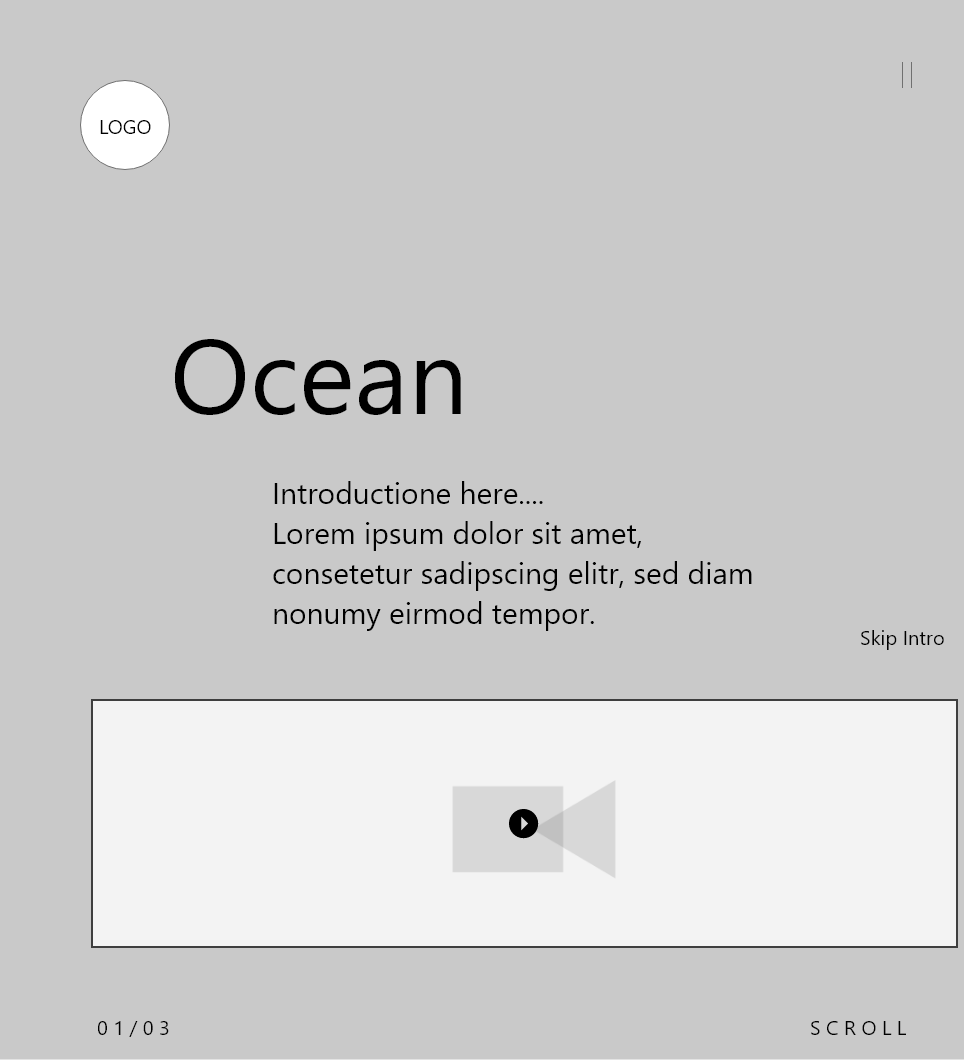 LOGO
Ocean
Introductione here....
Lorem ipsum dolor sit amet,
consetetur sadipscing elitr, sed diam
nonumy eirmod tempor.
Skip Intro
01/03
SCROLL